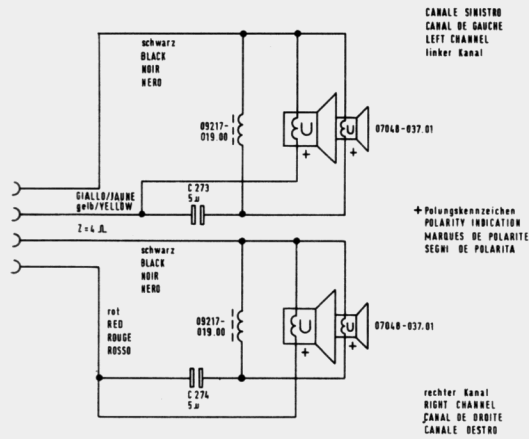 CANALE SINISTRO
CANAL DE GAUCHE
LEFT CHANNEL
linker Kanal
schwarz
BLACK
NOIR
NERO
09217-
019.00
U
U
07048-037.01
+
+
C 273
5µ
GIALLO/JAUNE
gelb/YELLOW
Z = 4 Ω
+ Polungskennzeichen
POLARITY INDICATION
MARQUES DE POLARITE
SEGNI DE POLARITA
schwarz
BLACK
NOIR
NERO
rot
RED
ROUGE
ROSSO
09217-
019.00
U
U
07048-037.01
+
+
C 274
5µ
rechter Kanal
RIGHT CHANNEL
CANAL DE DROITE
CANALE DESTRO